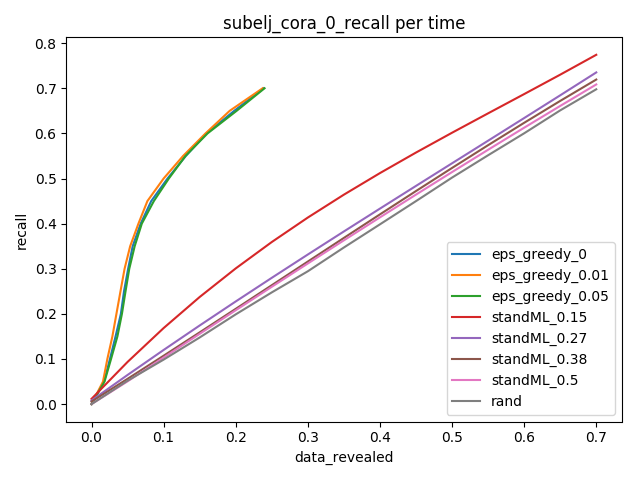 subelj_cora_0_recall per time
recall
0.8
0.7
0.6
0.5
0.4
0.3
0.2
0.1
0.0
eps_greedy_0
eps_greedy_0.01
eps_greedy_0.05
standML_0.15
standML_0.27
standML_0.38
standML_0.5
rand
0.0 0.1 0.2 0.3 0.4 0.5 0.6 0.7
data_revealed